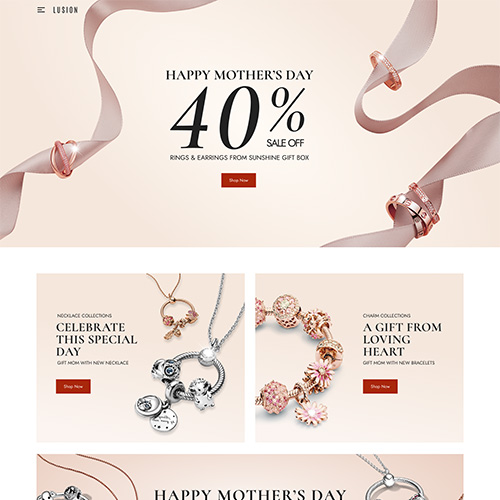 LUSION
HAPPY MOTHER'S DAY
40%
SALE OFF
RINGS & EARRINGS FROM SUNSHINE GIFT BOX
Shop Now
NECKLACE COLLECTIONS
CELEBRATE
THIS SPECIAL
DAY
GIFT MOM WITH NEW NECKLACE
Shop Now
CHARM COLLECTIONS
A GIFT FROM
LOVING
HEART
GIFT MOM WITH NEW BRACELETS
Shop Now
HAPPY MOTHER'S DAY